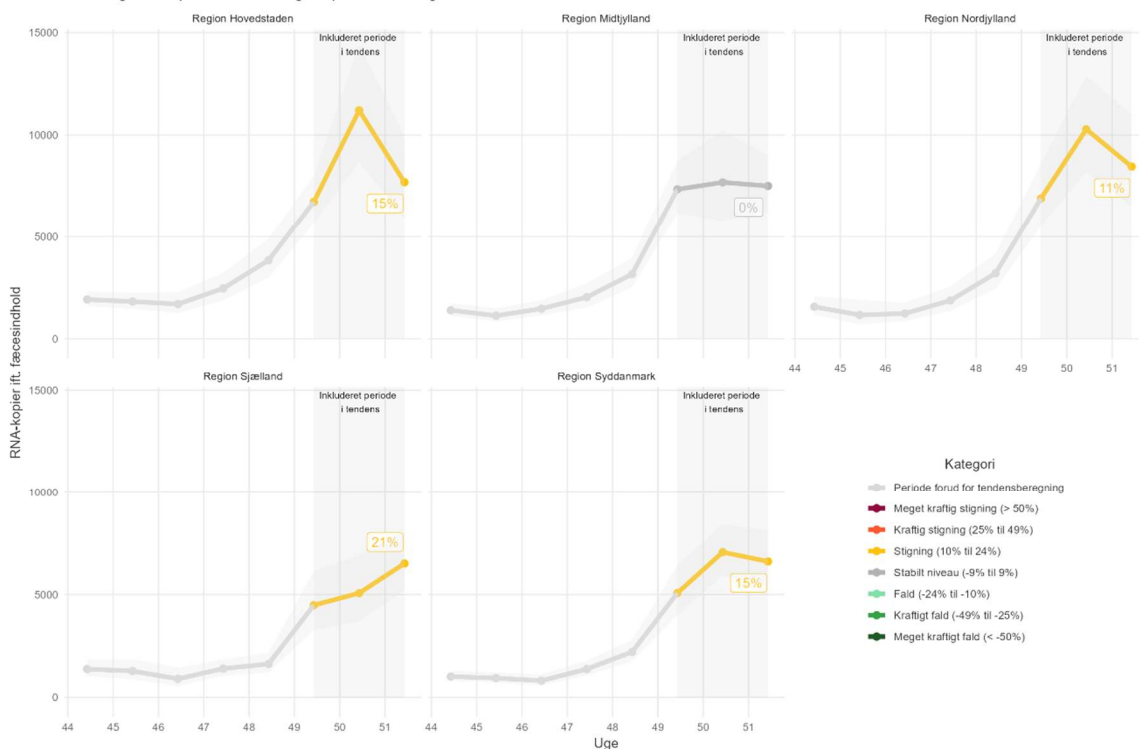 Region Hovedstaden
Region Midtjylland
Region Nordjylland
15000
10000
5000
0
Inkluderet periode
i tendens
15%
Inkluderet periode
i tendens
0%
Inkluderet periode
i tendens
11%
44 45 46 47 48 49 50 51
RNA-kopier ift. fæcesindhold
Region Sjælland
Region Syddanmark
15000
10000
5000
0
Inkluderet periode
i tendens
21%
Inkluderet periode
i tendens
15%
44 45 46 47 48 49 50 51
44 45 46 47 48 49 50 51
Uge
Kategori
Periode forud for tendensberegning
Meget kraftig stigning (> 50%)
Kraftig stigning (25% til 49%)
Stigning (10% til 24%)
Stabilt niveau (-9% til 9%)
Fald (-24% til -10%)
Kraftigt fald (-49% til -25%)
Meget kraftigt fald (< -50%)